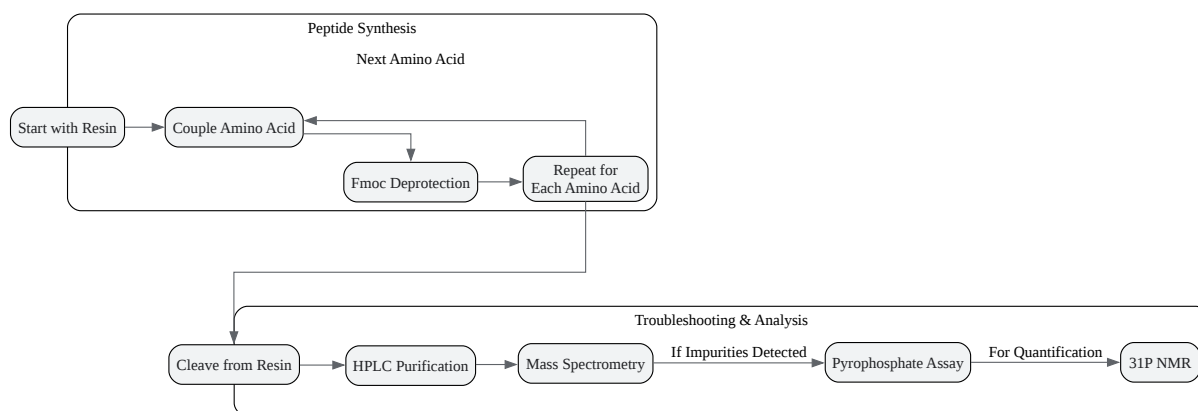 Peptide Synthesis
Next Amino Acid
Start with Resin
Couple Amino Acid
Fmoc Deprotection
Repeat for
Each Amino Acid
Troubleshooting & Analysis
Cleave from Resin
HPLC Purification
Mass Spectrometry
If Impurities Detected
Pyrophosphate Assay
For Quantification
31P NMR